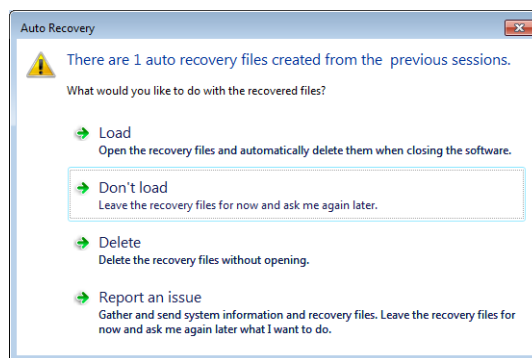 Auto Recovery
There are 1 auto recovery files created from the previous sessions.
What would you like to do with the recovered files?
Load
Open the recovery files and automatically delete them when closing the software.
Don't load
Leave the recovery files for now and ask me again later.
Delete
Delete the recovery files without opening.
Report an issue
Gather and send system information and recovery files. Leave the recovery files for
now and ask me again later what I want to do.